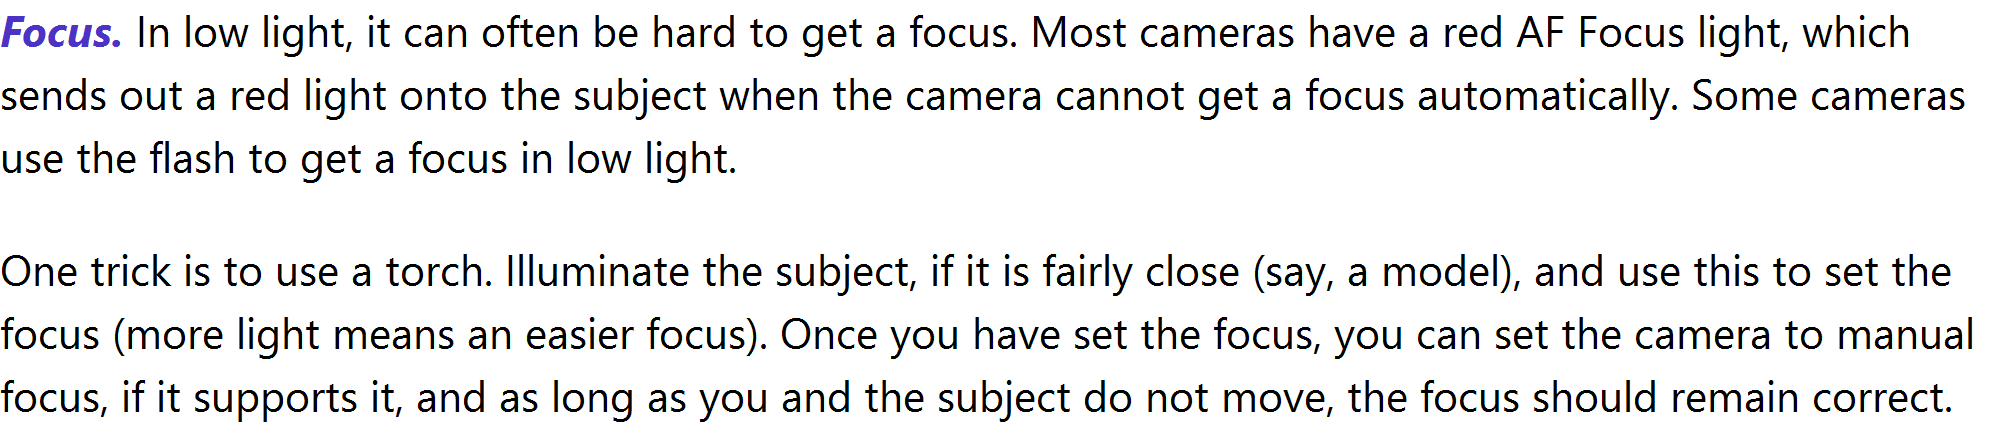 Focus. In low light, it can often be hard to get a focus. Most cameras have a red AF Focus light, which
sends out a red light onto the subject when the camera cannot get a focus automatically. Some cameras
use the flash to get a focus in low light.
One trick is to use a torch. Illuminate the subject, if it is fairly close (say, a model), and use this to set the
focus (more light means an easier focus). Once you have set the focus, you can set the camera to manual
focus, if it supports it, and as long as you and the subject do not move, the focus should remain correct.